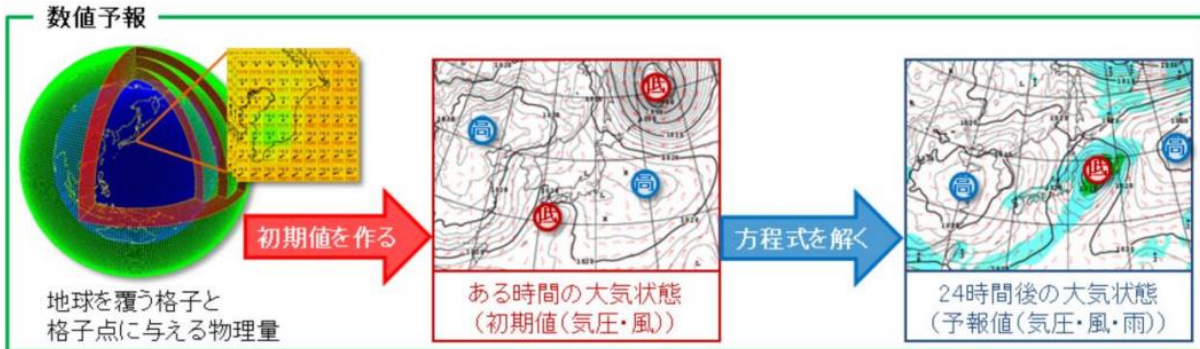 数値予報
地球を覆う格子と
格子点に与える物理量
初期値を作る
高
低
高
低
ある時間の大気状態
(初期値(気圧・風))
方程式を解く
高
低
高
24時間後の大気状態
(予報値(気圧・風・雨))